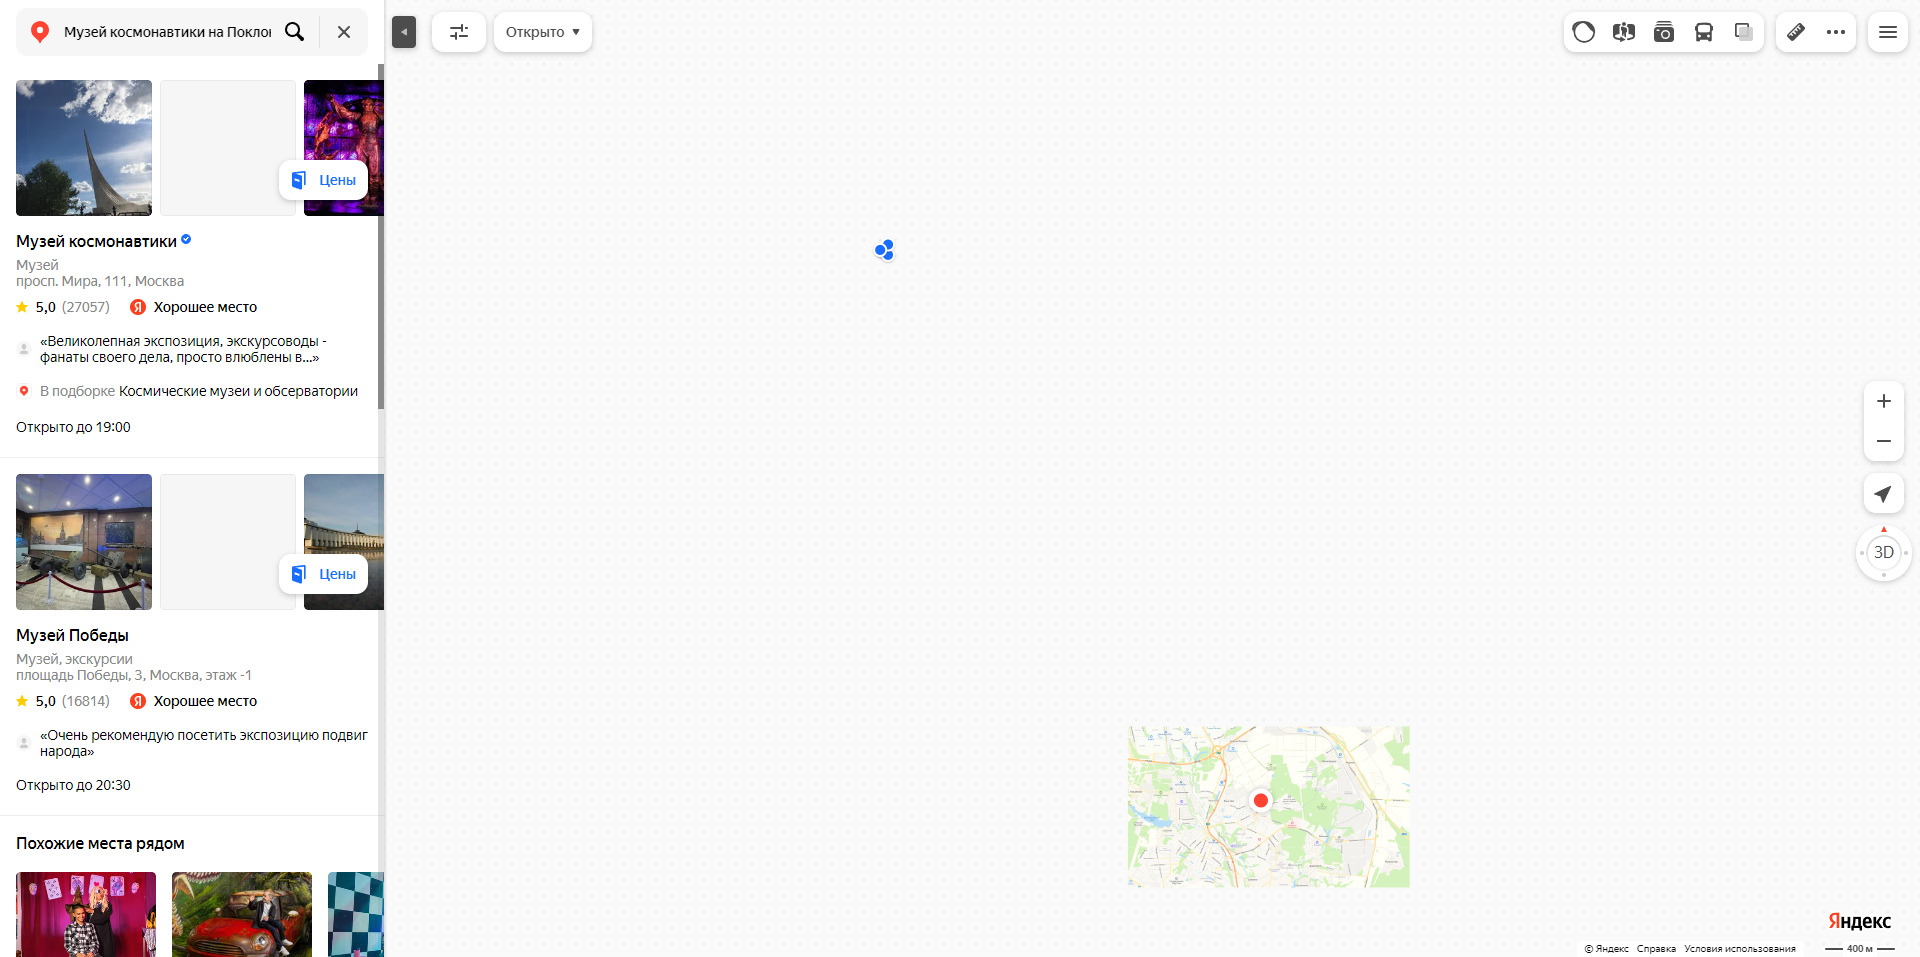 Музей космонавтики на Поклон
Открыто
Цены
Музей космонавтики
Музей
просп. Мира, 111, Москва
5,0 (27057) Я Хорошее место
«Великолепная экспозиция, экскурсоводы -
фанаты своего дела, просто влюблены в...»
В подборке Космические музеи и обсерватории
Открыто до 19:00
Цены
Музей Победы
Музей, экскурсии
площадь Победы, 3, Москва, этаж -1
5,0 (16814) Я Хорошее место
«Очень рекомендую посетить экспозицию подвиг
народа»
Открыто до 20:30
Похожие места рядом
3D
Яндекс
© Яндекс Справка Условия использования
400 м